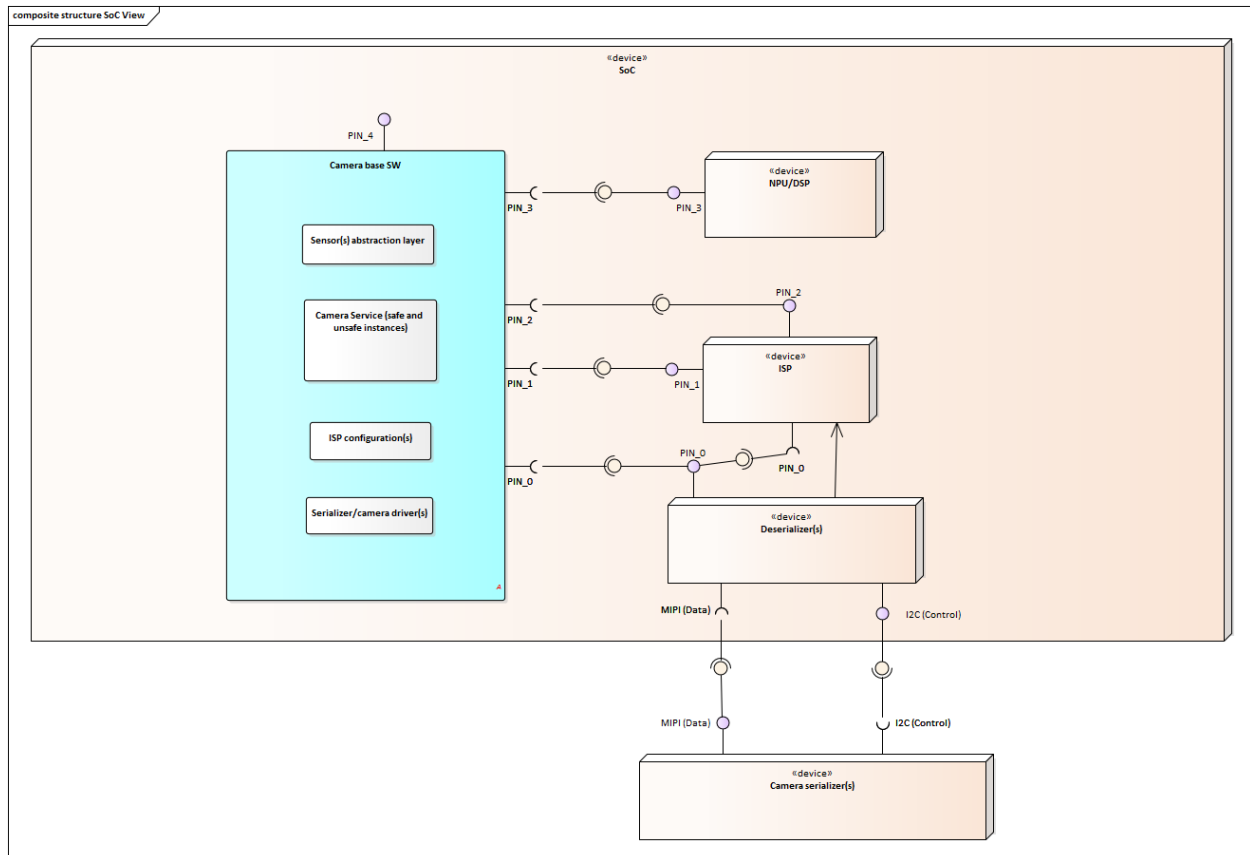 composite structure SoC View
«device»
SoC
PIN_4
Camera base SW
Sensor(s) abstraction layer
Camera Service (safe and
unsafe instances)
ISP configuration(s)
Serializer/camera driver(s)
PIN_3
PIN_3
«device»
NPU/DSP
PIN_2
PIN_2
«device»
ISP
PIN_1
PIN_1
PIN_0
PIN_0
PIN_0
«device»
Deserializer(s)
MIPI (Data)
I2C (Control)
MIPI (Data)
I2C (Control)
«device»
Camera serializer(s)